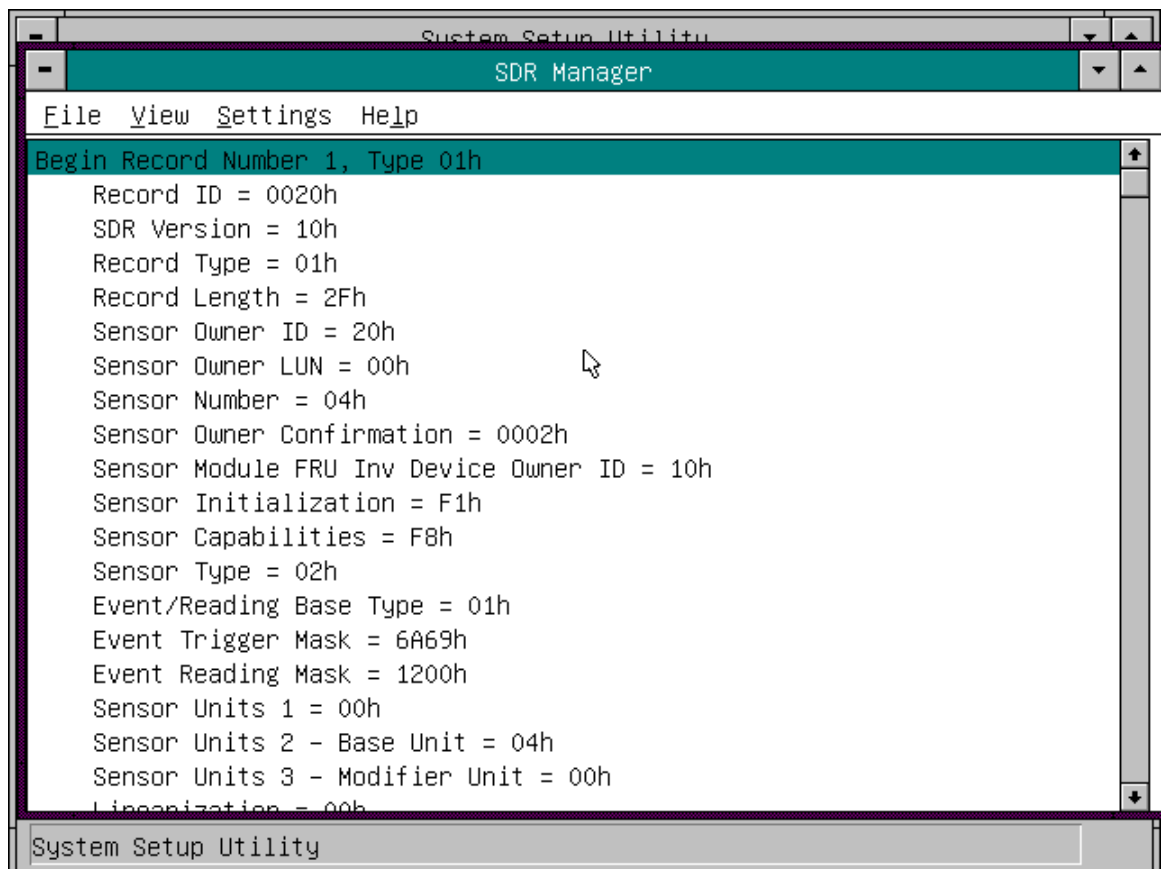 System Setup Utility
SDR Manager
File View Settings Help
Begin Record Number 1, Type 01h
Record ID = 0020h
SDR Version = 10h
Record Type = 01h
Record Length = 2Fh
Sensor Owner ID = 20h
Sensor Owner LUN = 00h
Sensor Number = 04h
Sensor Owner Confirmation = 0002h
Sensor Module FRU Inv Device Owner ID = 10h
Sensor Initialization = F1h
Sensor Capabilities = F8h
Sensor Type = 02h
Event/Reading Base Type = 01h
Event Trigger Mask = 6A69h
Event Reading Mask = 1200h
Sensor Units 1 = 00h
Sensor Units 2 - Base Unit = 04h
Sensor Units 3 - Modifier Unit = 00h
Linearization = 00h
System Setup Utility